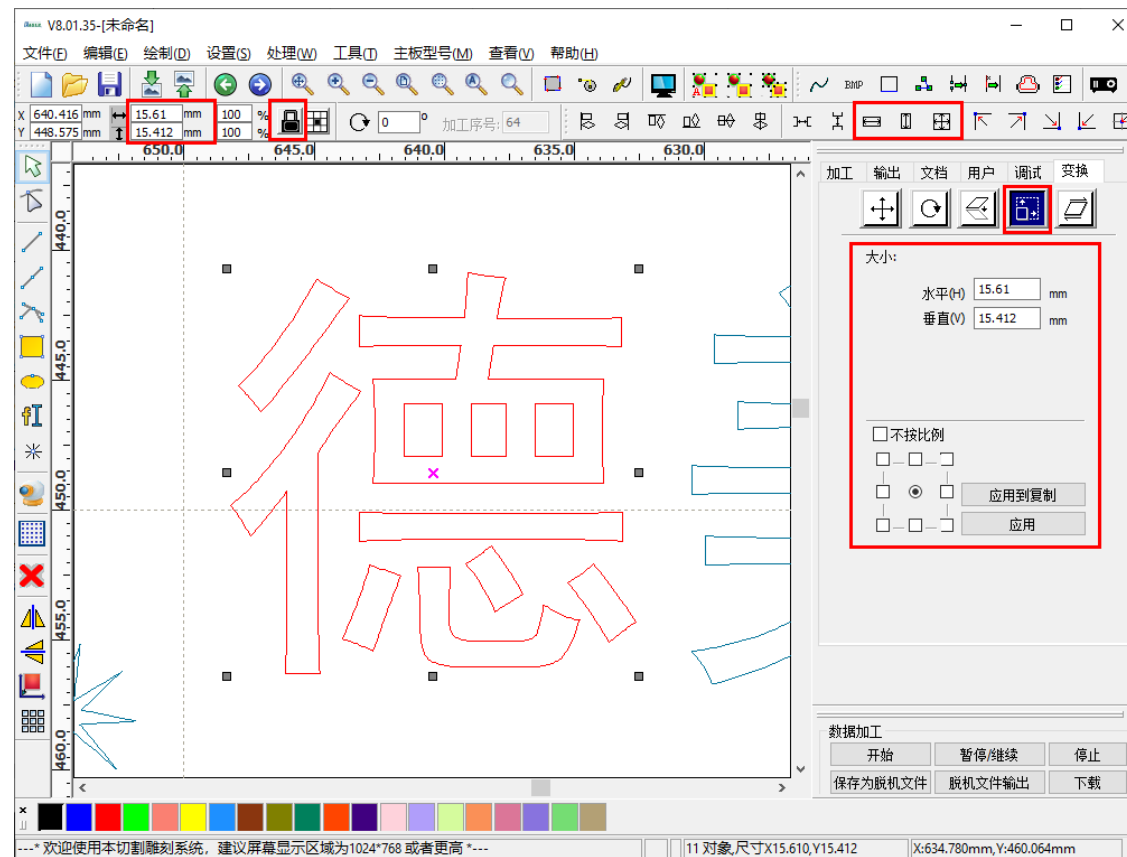 V8.01.35-[未命名]
文件(F) 编辑(E) 绘制(D) 设置(S) 处理(W) 工具(T) 主板型号(M) 查看(V) 帮助(H)
BMP
X 640.416 mm 15.61 mm 100 %
Y 448.575 mm 15.412 mm 100 % 0 ° 加工序号: 64
650.0 645.0 640.0 635.0 630.0
加工 输出 文档 用户 调试 变换
440.0
445.0
450.0
455.0
460.0
德
大小:
水平(H) 15.61 mm
垂直(V) 15.412 mm
不按比例
应用到复制
应用
数据加工
开始 暂停/继续 停止
保存为脱机文件 脱机文件输出 下载
---* 欢迎使用本切割雕刻系统，建议屏幕显示区域为1024*768 或者更高 *--- 11 对象,尺寸X15.610,Y15.412 X:634.780mm,Y:460.064mm